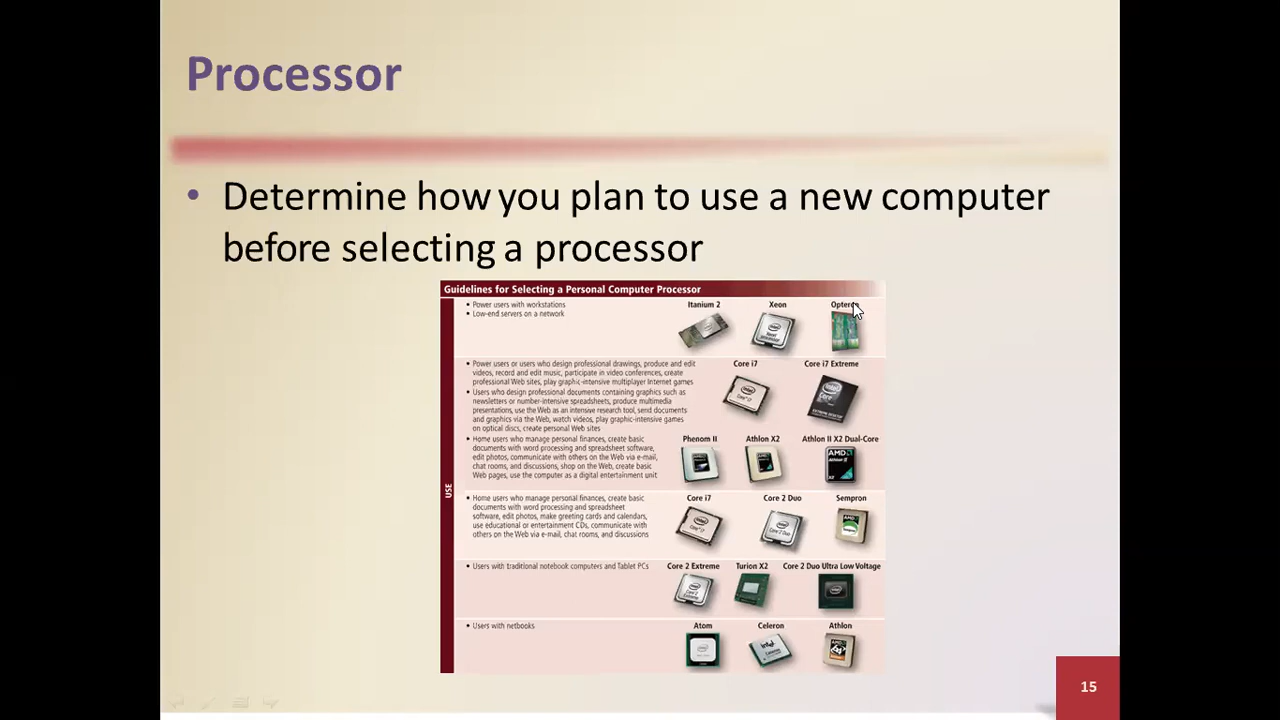 Processor
• Determine how you plan to use a new computer
before selecting a processor
Guidelines for Selecting a Personal Computer Processor
USE
• Power users with workstations
• Low-end servers on a network
Itanium 2 Xeon Opteron
• Power users or users who design professional drawings, produce and edit
videos, record and edit music, participate in video conferences, create
professional Web sites, play graphic-intensive multiplayer Internet games
• Users who design professional documents containing graphics such as
newsletters or number-intensive spreadsheets, produce multimedia
presentations, use the Web as an intensive research tool, send documents
and graphics via the Web, watch videos, play graphic-intensive games
on optical discs, create personal Web sites
Core i7 Core i7 Extreme
• Home users who manage personal finances, create basic
documents with word processing and spreadsheet software,
edit photos, communicate with others on the Web via e-mail,
chat rooms, and discussions, shop on the Web, create basic
Web pages, use the computer as a digital entertainment unit
Phenom II Athlon X2 Athlon II X2 Dual-Core
AMD
• Home users who manage personal finances, create basic
documents with word processing and spreadsheet
software, edit photos, make greeting cards and calendars,
use educational or entertainment CDs, communicate with
others on the Web via e-mail, chat rooms, and discussions
Core i7 Core 2 Duo Sempron
• Users with traditional notebook computers and Tablet PCs
Core 2 Extreme Turion X2 Core 2 Duo Ultra Low Voltage
• Users with netbooks
Atom Celeron Athlon
15